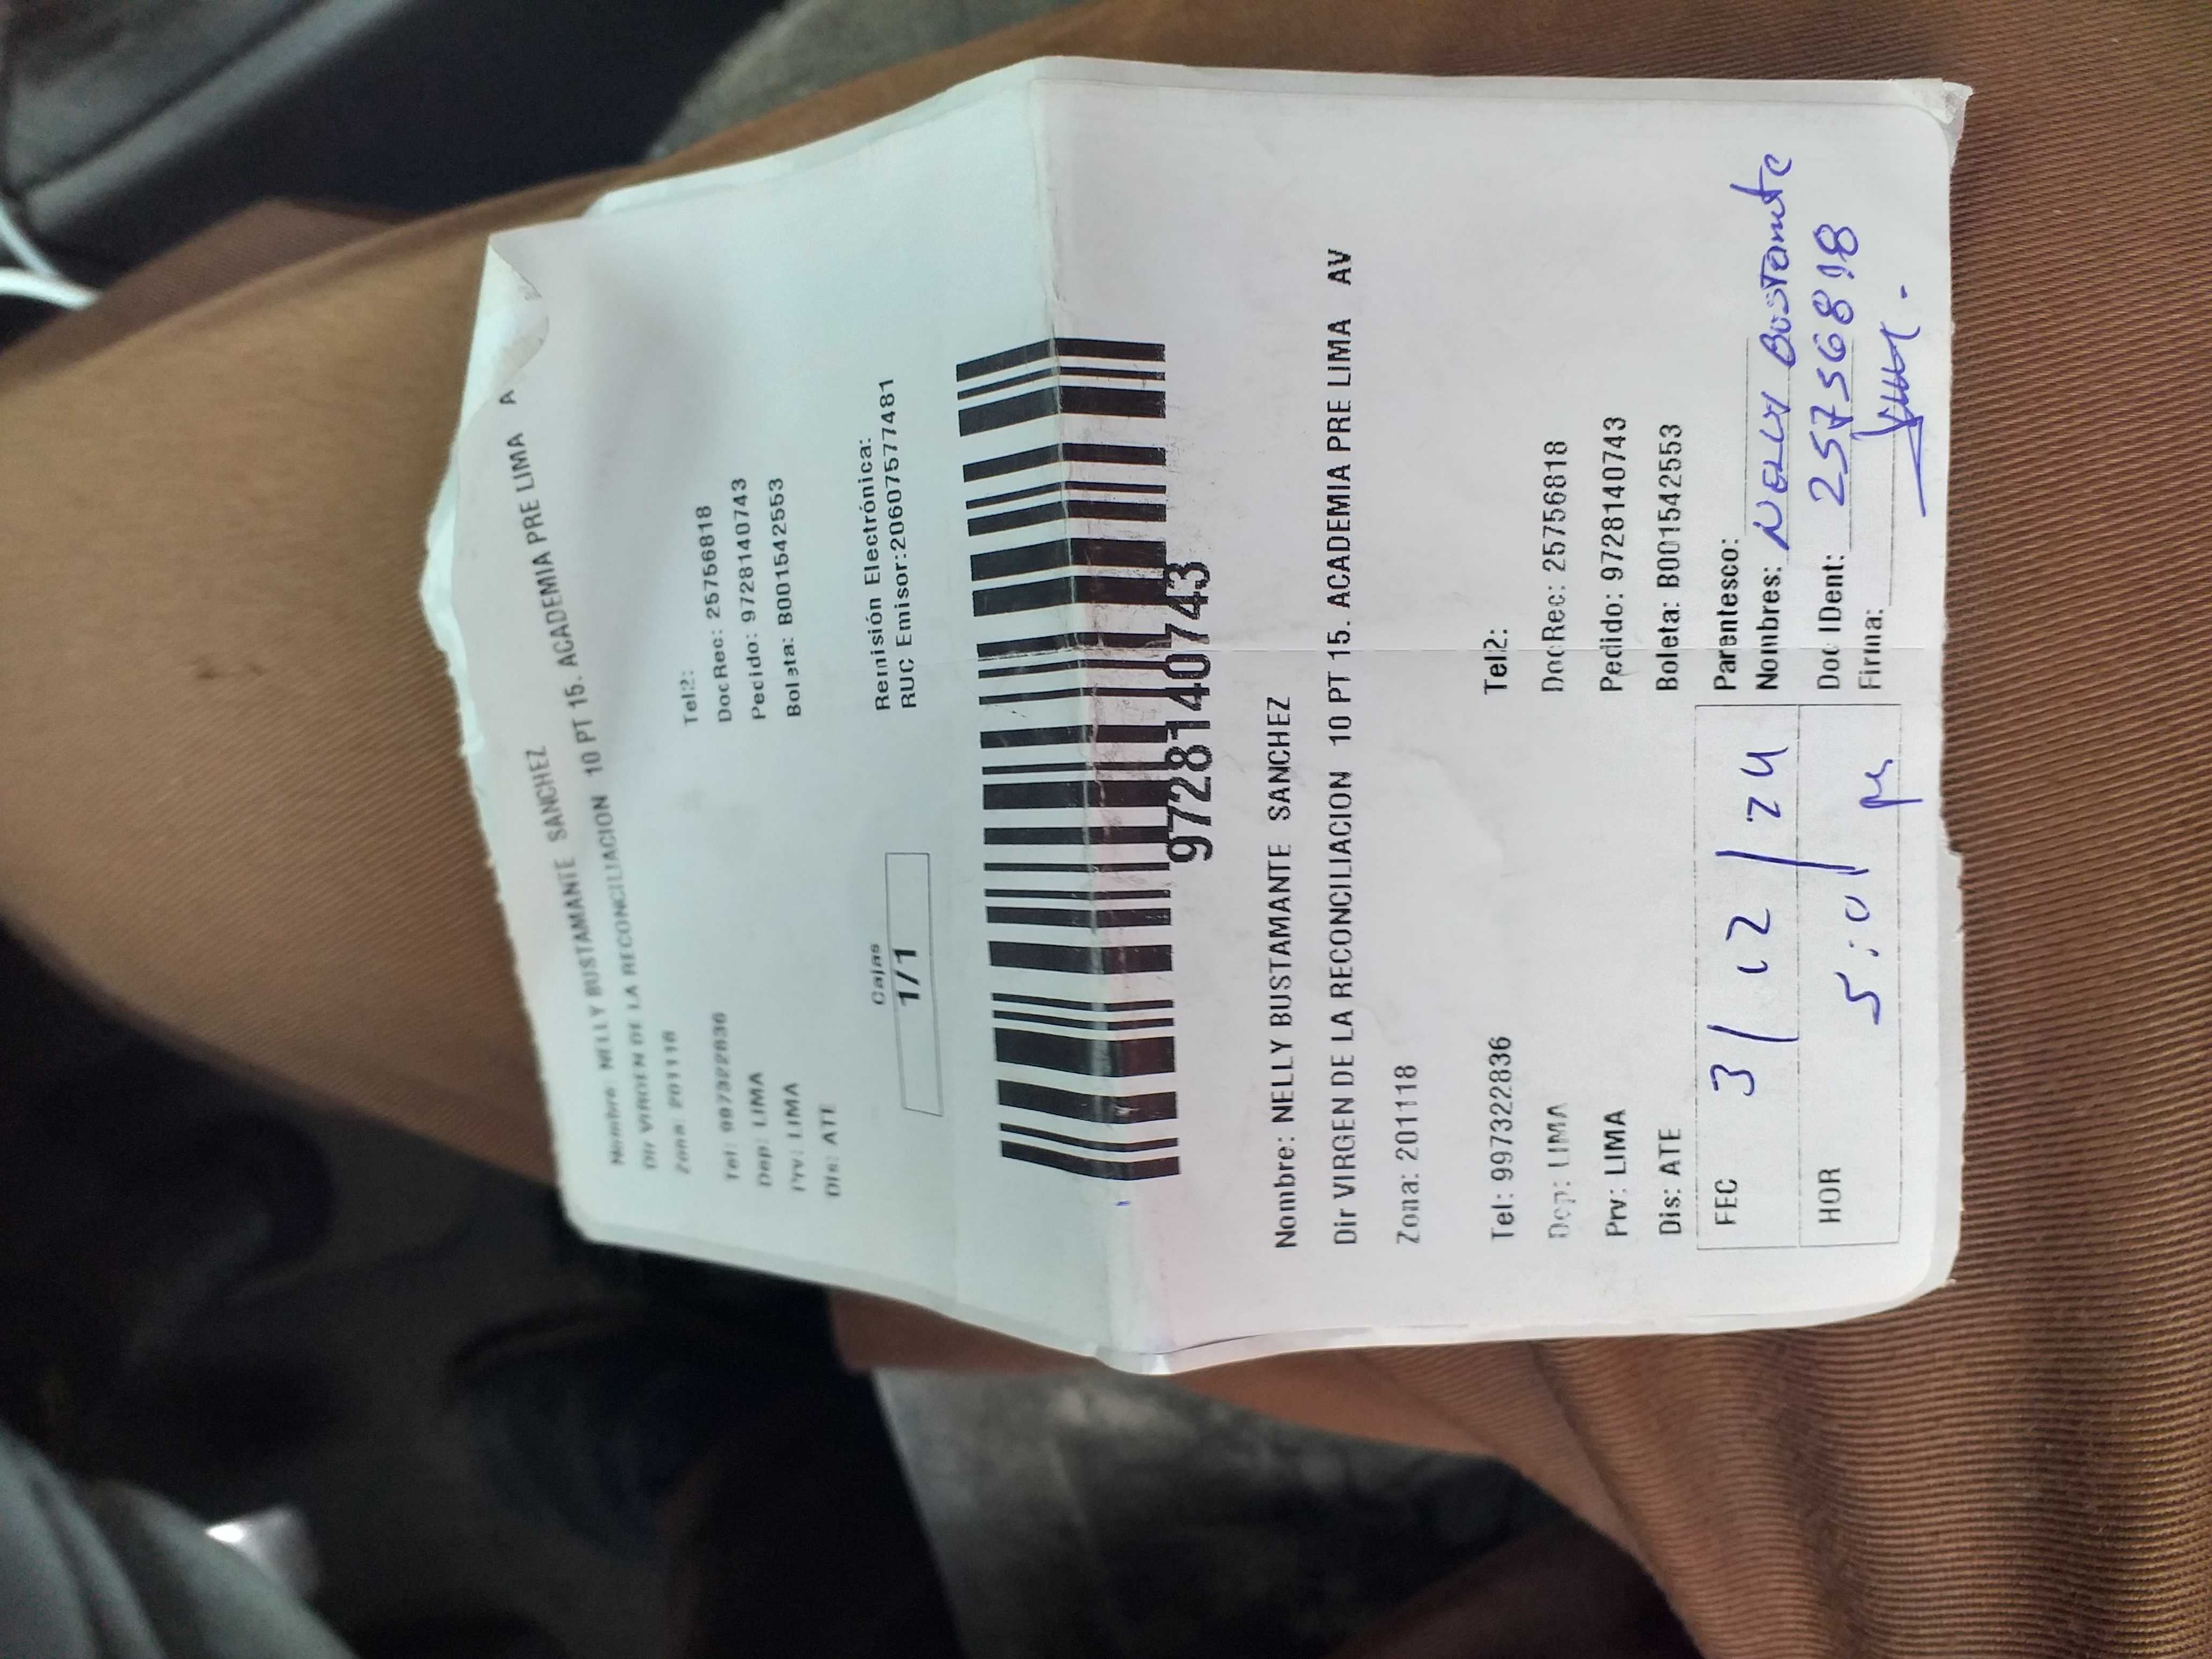 Nombre: NELLY BUSTAMANTE SANCHEZ
Dir VIRGEN DE LA RECONCILIACION 10 PT 15. ACADEMIA PRE LIMA A
Zona: 201118
Tel: 997322836 Tel2:
Dep: LIMA DocRec: 25756818
Prv: LIMA Pedido: 9728140743
Dis: ATE Boleta: B001542553
Cajas
1/1
Remisión Electrónica:
RUC Emisor:20607577481
9728140743
Nombre: NELLY BUSTAMANTE SANCHEZ
Dir VIRGEN DE LA RECONCILIACION 10 PT 15. ACADEMIA PRE LIMA AV
Zona: 201118
Tel: 997322836 Tel2:
Dep: LIMA DocRec: 25756818
Prv: LIMA Pedido: 9728140743
Dis: ATE Boleta: B001542553
FEC 3/12/24 Parentesco:
Nombres: NELLY BUSTAMANTE
HOR Doc IDent: 25756818
Firma: